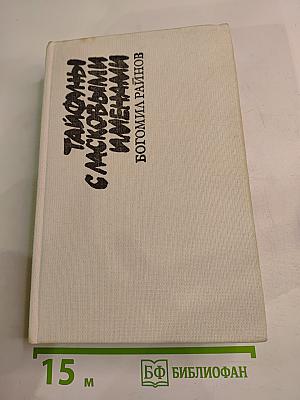 ТАЙФУНЫ
С ЛАСКОВЫМИ
ИМЕНАМИ
БОГОМИЛ РАЙНОВ
15 м
БФ БИБЛИОФАН